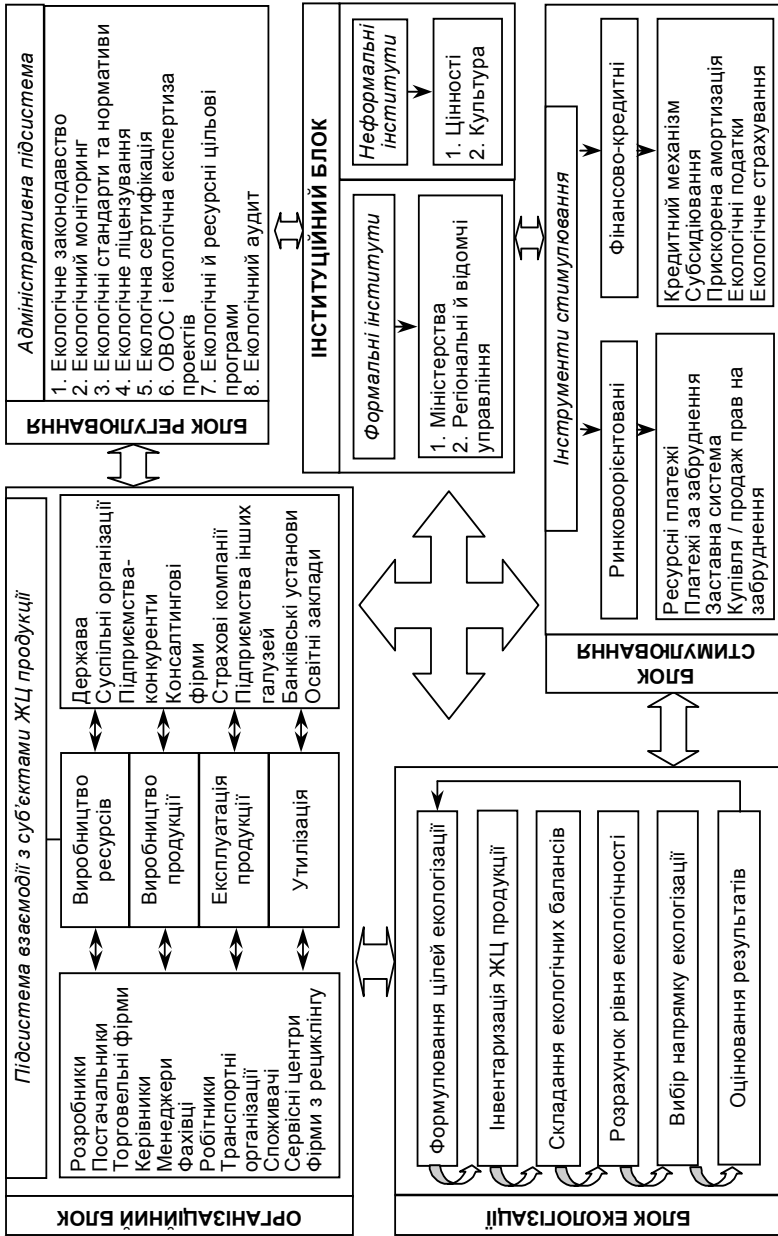 ОРГАНІЗАЦІЙНИЙ БЛОК
Підсистема взаємодії з суб'єктами ЖЦ продукції
Розробники
Постачальники
Торговельні фірми
Керівники
Менеджери
Фахівці
Робітники
Транспортні
організації
Споживачі
Сервісні центри
Фірми з рециклінгу
Виробництво
ресурсів
Виробництво
продукції
Експлуатація
продукції
Утилізація
Держава
Суспільні організації
Підприємства-
конкуренти
Консалтингові
фірми
Страхові компанії
Підприємства інших
галузей
Банківські установи
Освітні заклади
БЛОК РЕГУЛЮВАННЯ
Адміністративна підсистема
1. Екологічне законодавство
2. Екологічний моніторинг
3. Екологічні стандарти та нормативи
4. Екологічне ліцензування
5. Екологічна сертифікація
6. ОВОС і екологічна експертиза
проектів
7. Екологічні й ресурсні цільові
програми
8. Екологічний аудит
ІНСТИТУЦІЙНИЙ БЛОК
Формальні інститути
1. Міністерства
2. Регіональні й відомчі
управління
Неформальні
інститути
1. Цінності
2. Культура
БЛОК ЕКОЛОГІЗАЦІЇ
Формулювання цілей екологізації
Інвентаризація ЖЦ продукції
Складання екологічних балансів
Розрахунок рівня екологічності
Вибір напрямку екологізації
Оцінювання результатів
БЛОК
СТИМУЛЮВАННЯ
Інструменти стимулювання
Ринковоорієнтовані
Ресурсні платежі
Платежі за забруднення
Заставна система
Купівля / продаж прав на
забруднення
Фінансово-кредитні
Кредитний механізм
Субсидіювання
Прискорена амортизація
Екологічні податки
Екологічне страхування